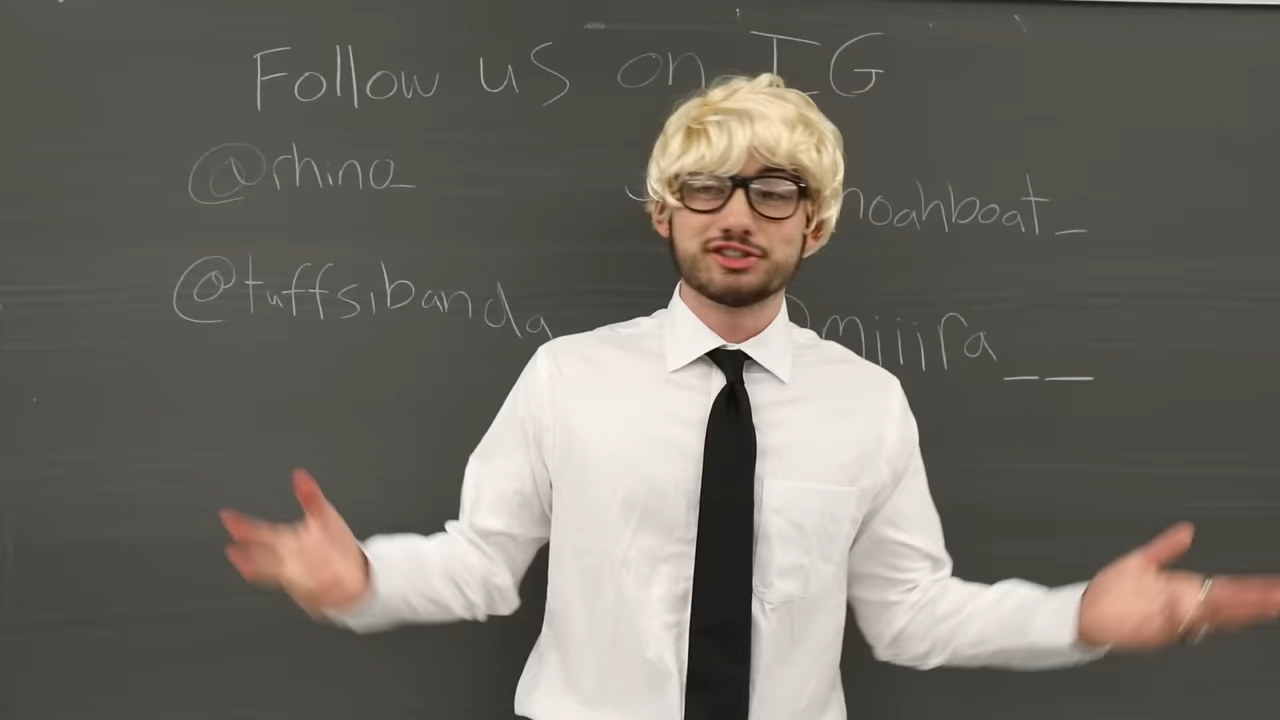 Follow us on IG
@rhino_
noahboat_
@tuffsibanda
@miiira__